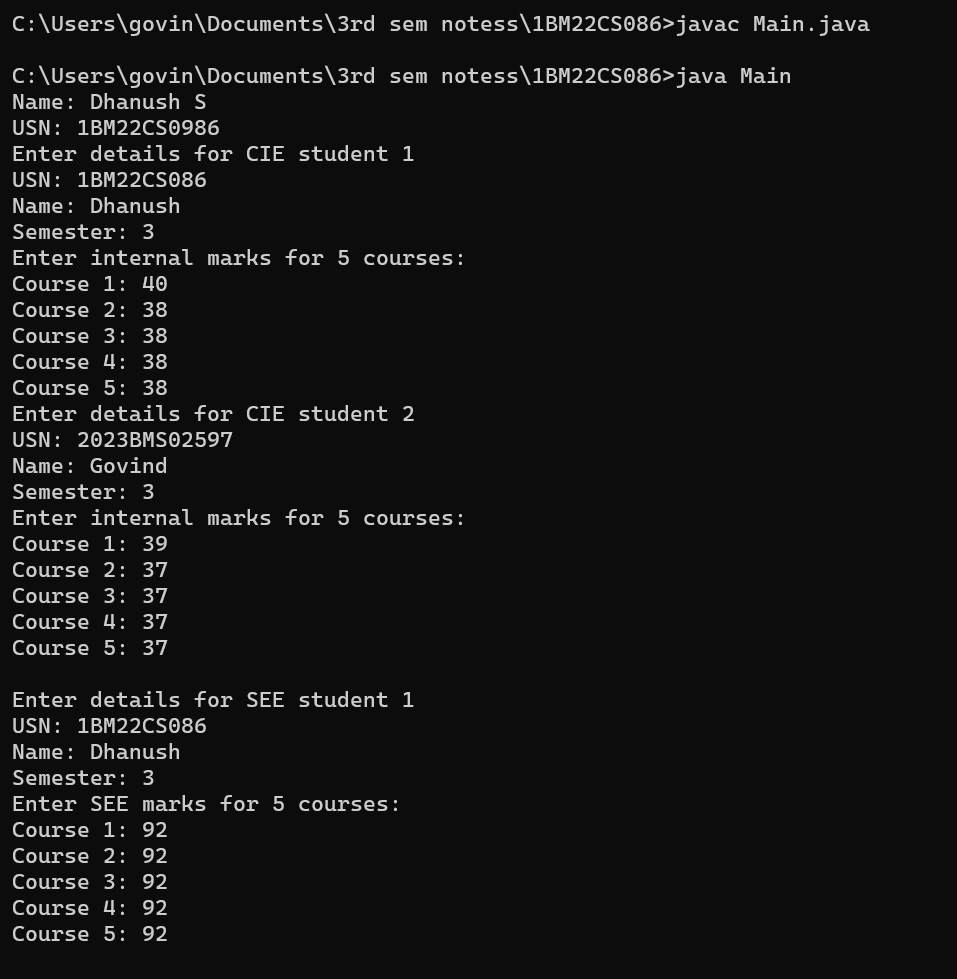 C:\Users\govin\Documents\3rd sem notess\1BM22CS086>javac Main.java
C:\Users\govin\Documents\3rd sem notess\1BM22CS086>java Main
Name: Dhanush S
USN: 1BM22CS0986
Enter details for CIE student 1
USN: 1BM22CS086
Name: Dhanush
Semester: 3
Enter internal marks for 5 courses:
Course 1: 40
Course 2: 38
Course 3: 38
Course 4: 38
Course 5: 38
Enter details for CIE student 2
USN: 2023BMS02597
Name: Govind
Semester: 3
Enter internal marks for 5 courses:
Course 1: 39
Course 2: 37
Course 3: 37
Course 4: 37
Course 5: 37
Enter details for SEE student 1
USN: 1BM22CS086
Name: Dhanush
Semester: 3
Enter SEE marks for 5 courses:
Course 1: 92
Course 2: 92
Course 3: 92
Course 4: 92
Course 5: 92